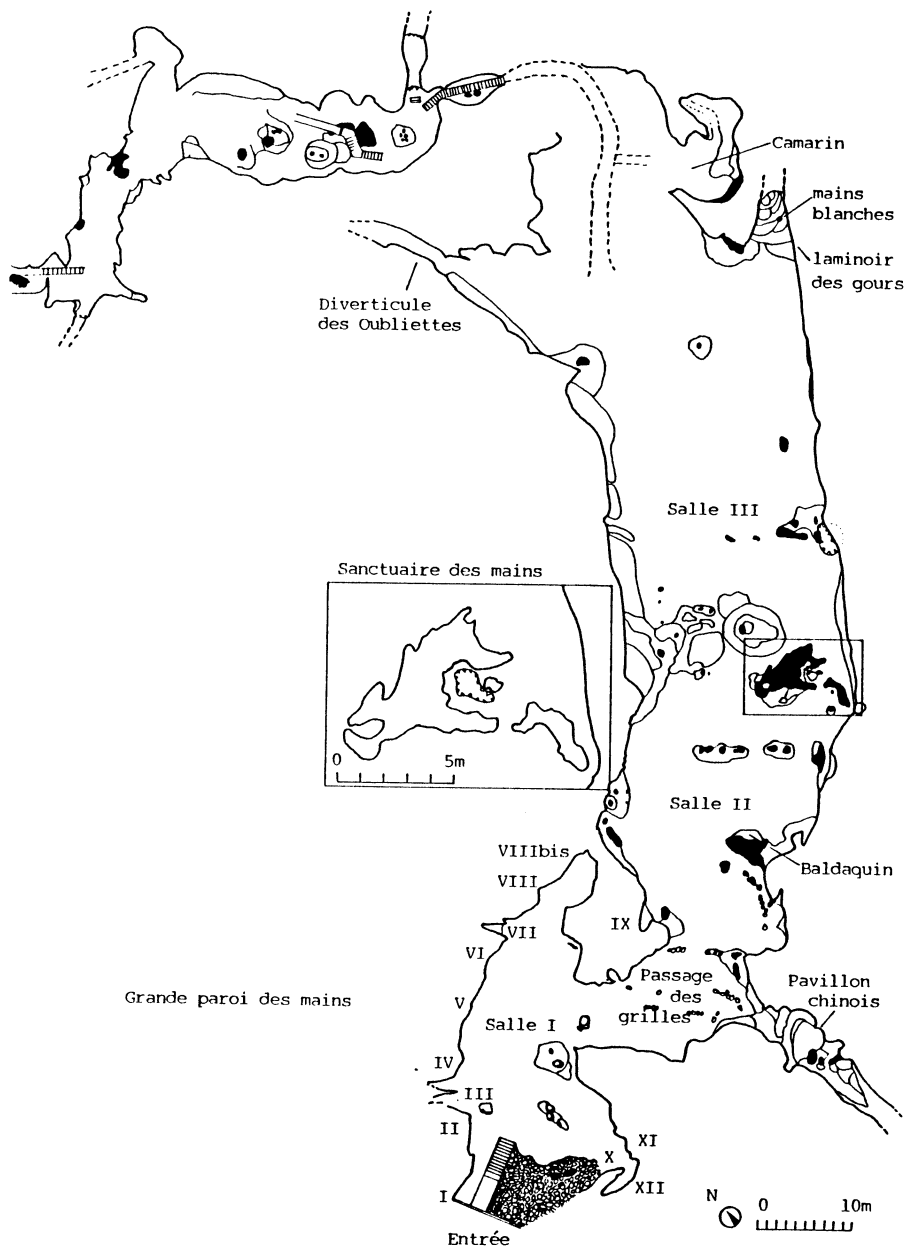 Camarin
mains
blanches
laminoir
des gours
Diverticule
des Oubliettes
Salle III
Sanctuaire des mains
0 5m
Salle II
VIIIbis
Baldaquin
VIII
IX
VII
VI
Passage
des
grilles
Pavillon
chinois
Grande paroi des mains
V
Salle I
IV
III
II
XI
X
XII
I
N 0 10m
Entrée